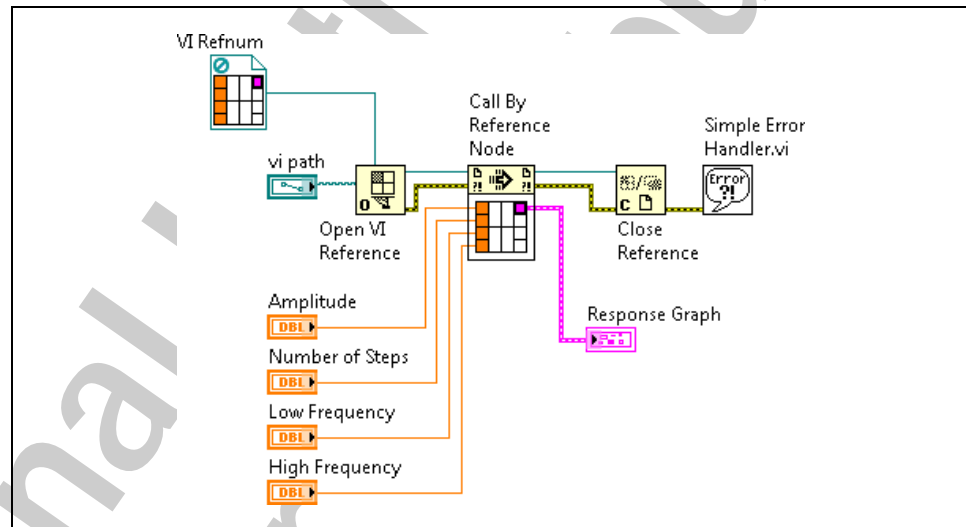 VI Refnum
Call By
Reference
Node
Simple Error
Handler.vi
vi path
?!
?!
Error
?!
O
C
Open VI
Reference
Close
Reference
Amplitude
DBL
Response Graph
Number of Steps
DBL
Low Frequency
DBL
High Frequency
DBL
nal